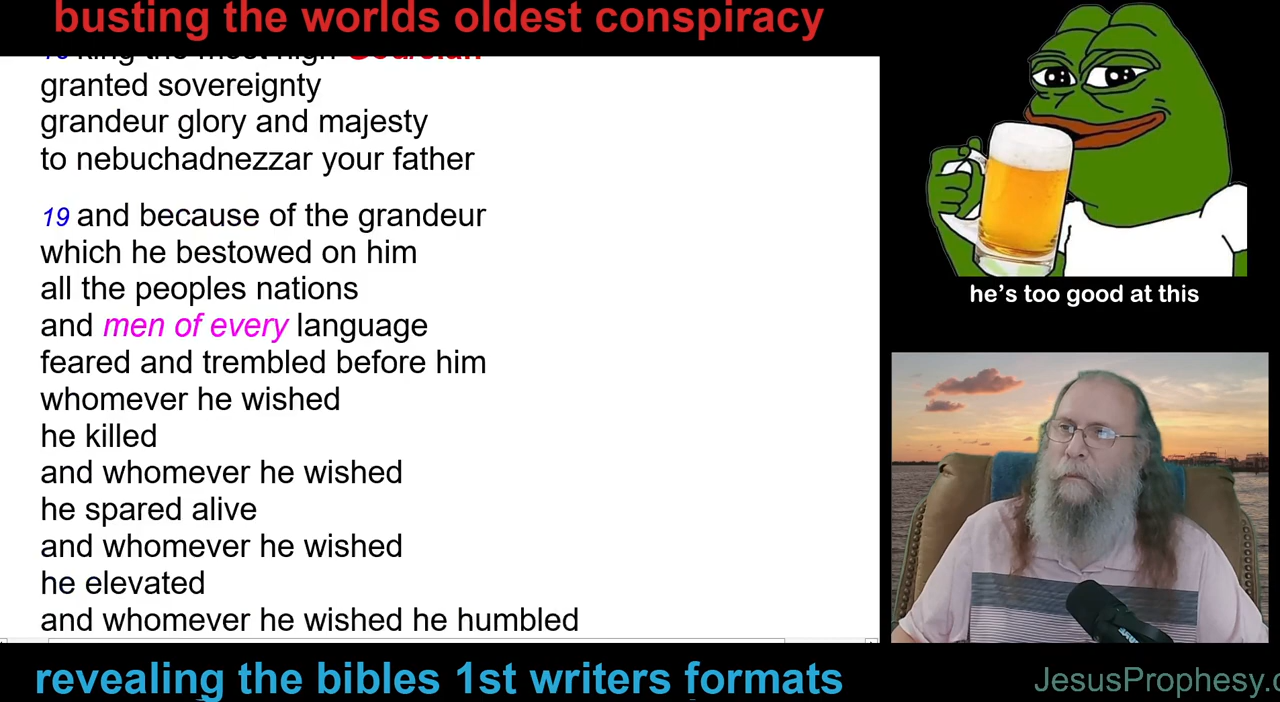 busting the worlds oldest conspiracy
king the most high
granted sovereignty
grandeur glory and majesty
to nebuchadnezzar your father
19 and because of the grandeur
which he bestowed on him
all the peoples nations
and men of every language
feared and trembled before him
whomever he wished
he killed
and whomever he wished
he spared alive
and whomever he wished
he elevated
and whomever he wished he humbled
he's too good at this
revealing the bibles 1st writers formats
JesusProphesy.